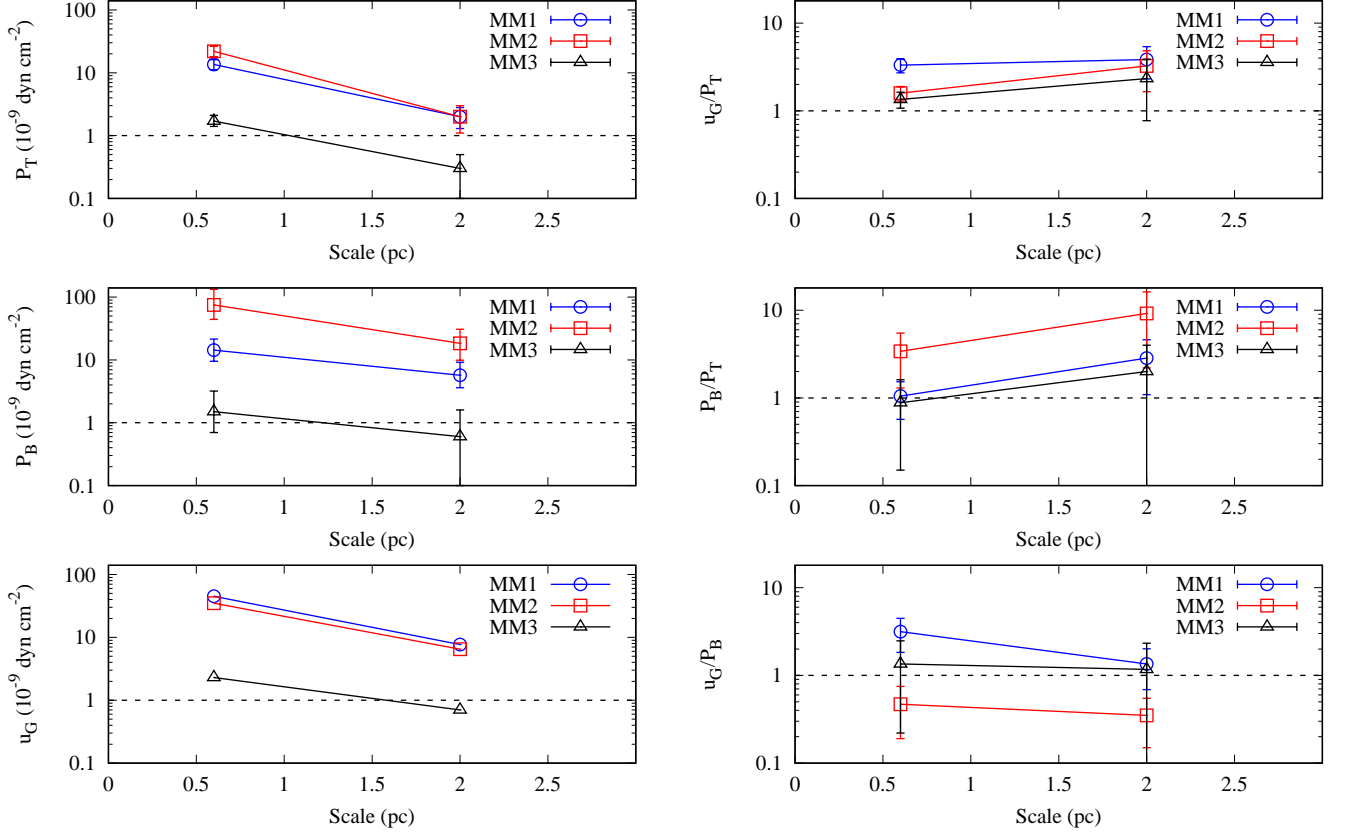 P_T (10^-9 dyn cm^-2)
100
10
1
0.1
0 0.5 1 1.5 2 2.5
Scale (pc)
MM1
MM2
MM3
u_G/P_T
10
1
0.1
0 0.5 1 1.5 2 2.5
Scale (pc)
MM1
MM2
MM3
P_B (10^-9 dyn cm^-2)
100
10
1
0.1
0 0.5 1 1.5 2 2.5
Scale (pc)
MM1
MM2
MM3
P_B/P_T
10
1
0.1
0 0.5 1 1.5 2 2.5
Scale (pc)
MM1
MM2
MM3
u_G (10^-9 dyn cm^-2)
100
10
1
0.1
0 0.5 1 1.5 2 2.5
Scale (pc)
MM1
MM2
MM3
u_G/P_B
10
1
0.1
0 0.5 1 1.5 2 2.5
Scale (pc)
MM1
MM2
MM3